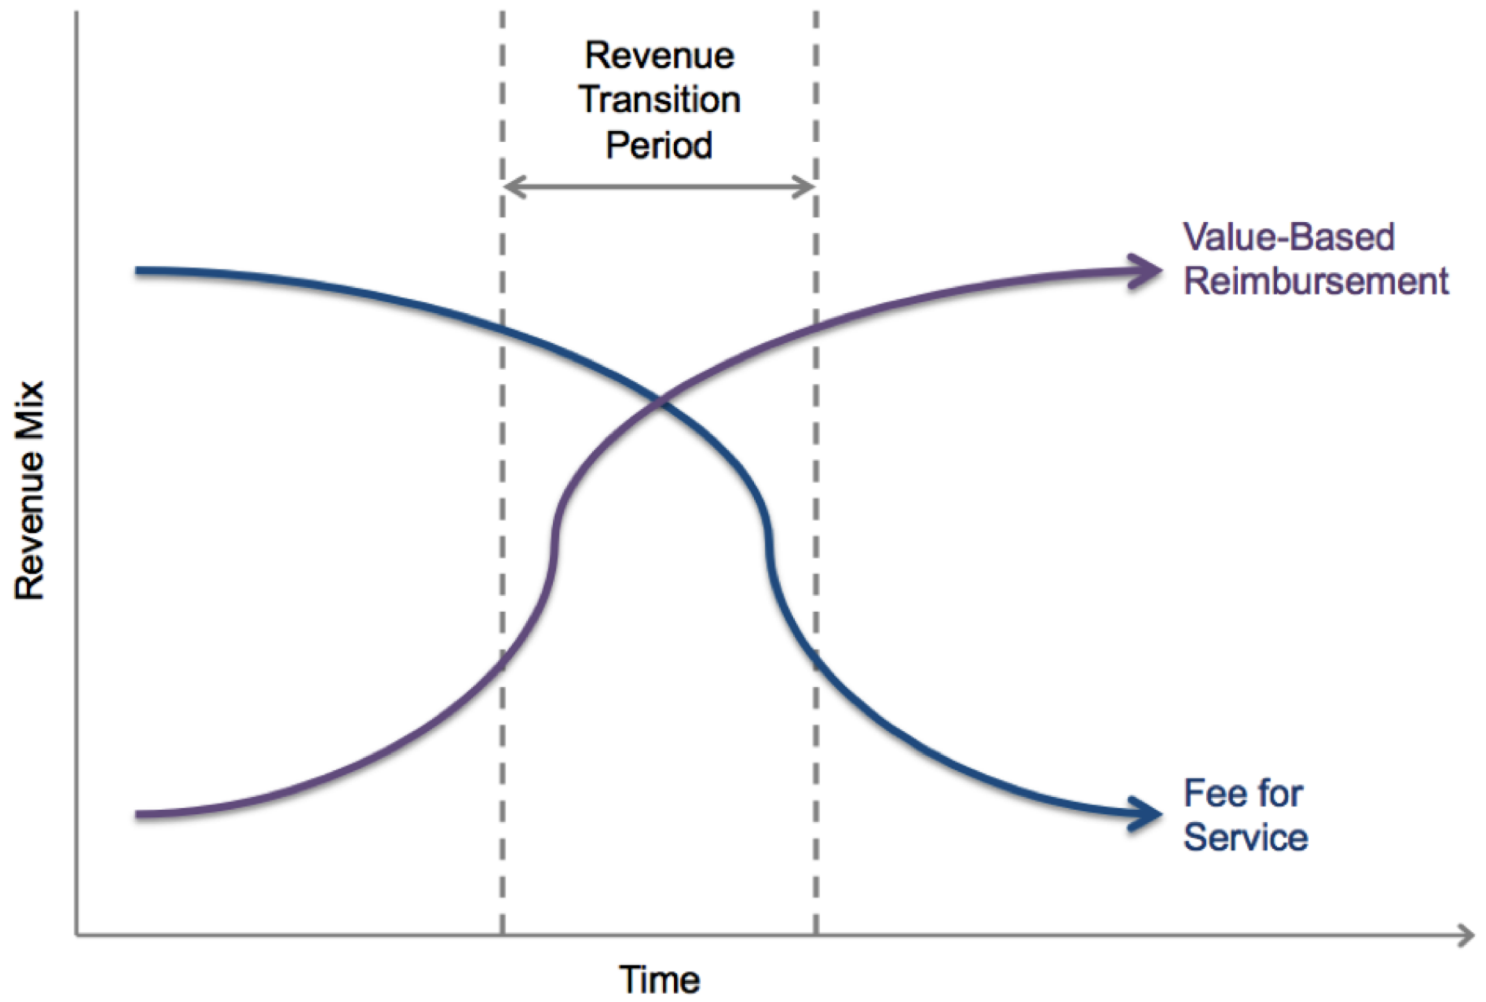 Revenue
Transition
Period
Value-Based
Reimbursement
Revenue Mix
Fee for
Service
Time